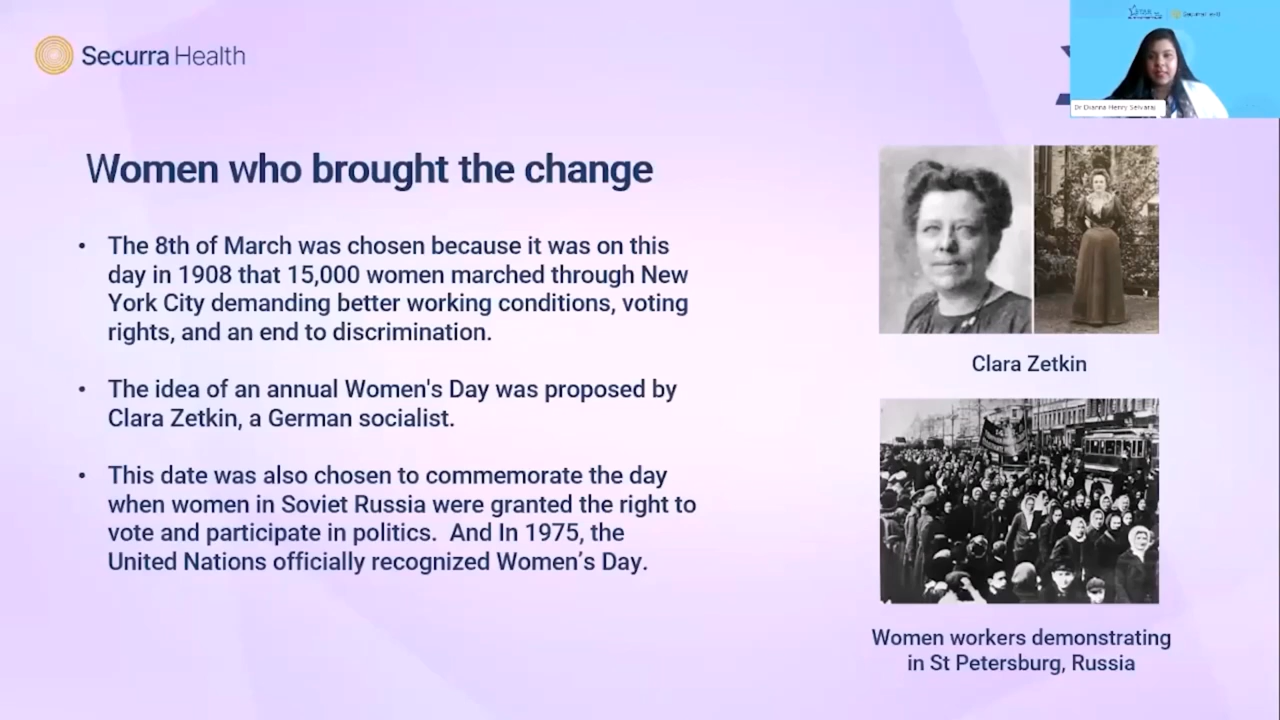 Securra Health
Dr Dianna Henry Selvaraj
Women who brought the change
• The 8th of March was chosen because it was on this
day in 1908 that 15,000 women marched through New
York City demanding better working conditions, voting
rights, and an end to discrimination.
• The idea of an annual Women's Day was proposed by
Clara Zetkin, a German socialist.
• This date was also chosen to commemorate the day
when women in Soviet Russia were granted the right to
vote and participate in politics.  And In 1975, the
United Nations officially recognized Women’s Day.
Clara Zetkin
Women workers demonstrating
in St Petersburg, Russia